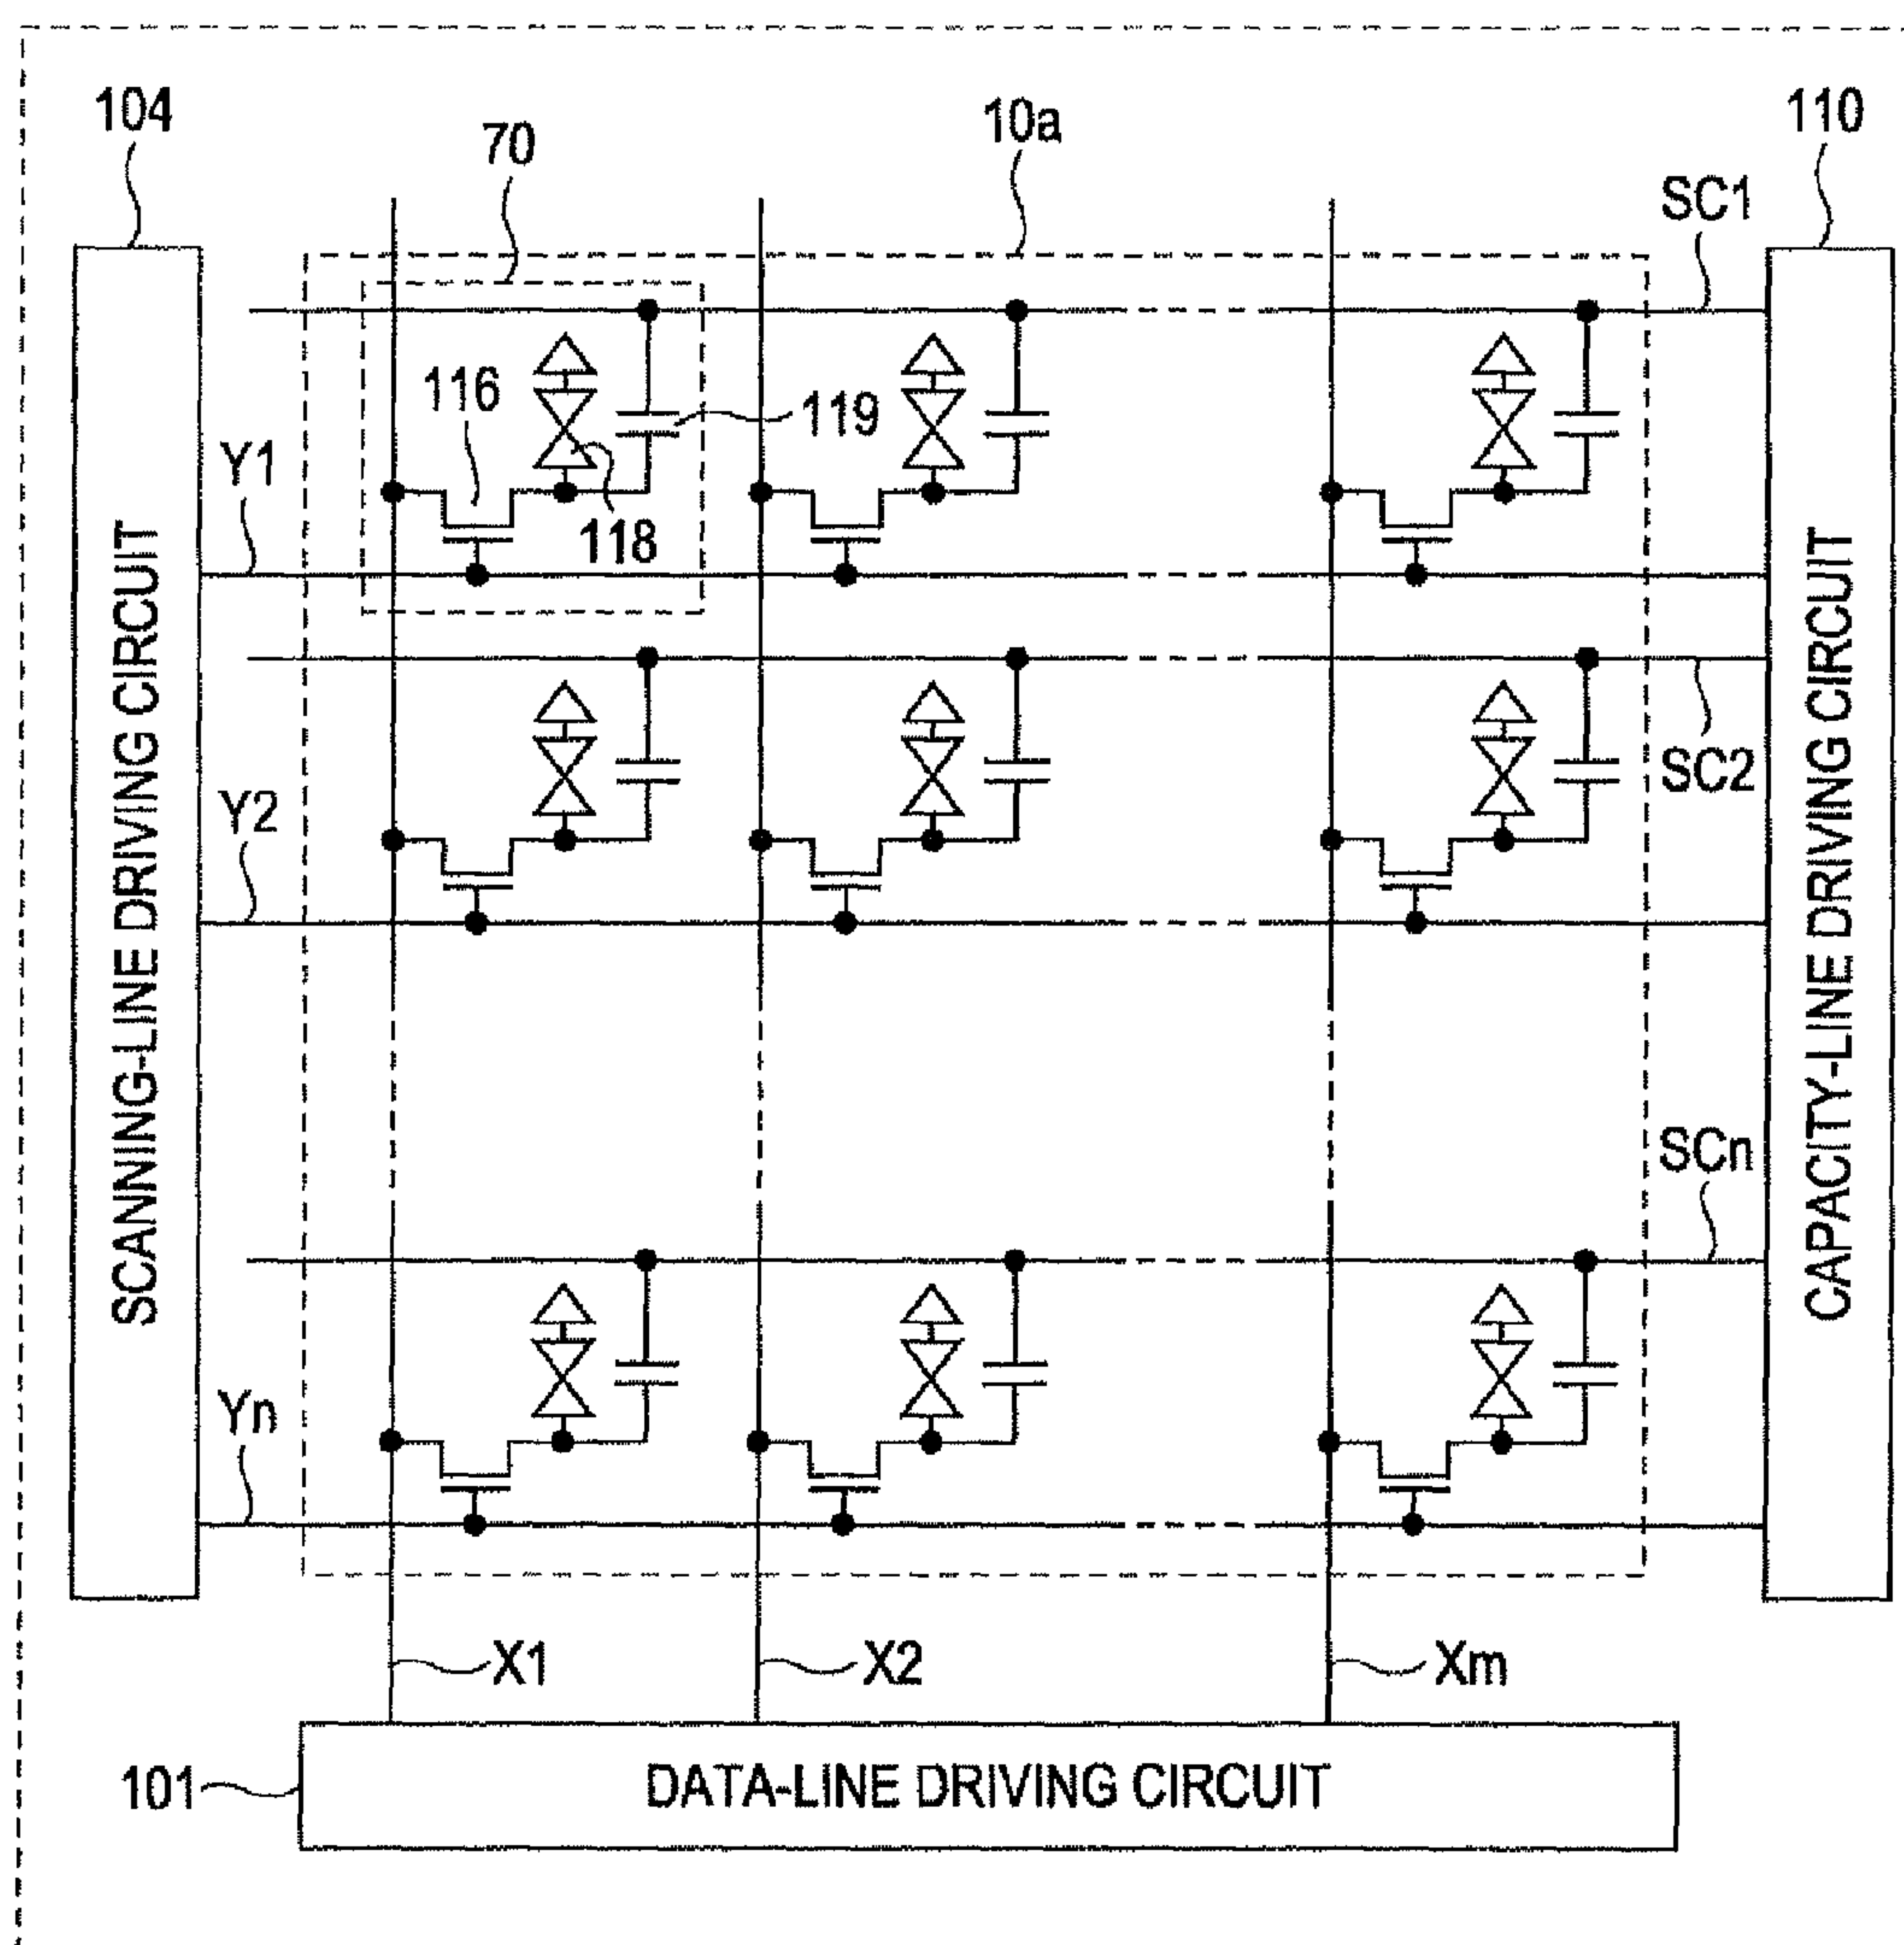 104
70
10a
110
SC1
116
119
Y1
118
SC2
Y2
SCANNING-LINE DRIVING CIRCUIT
CAPACITY-LINE DRIVING CIRCUIT
SCn
Yn
X1
X2
Xm
101
DATA-LINE DRIVING CIRCUIT